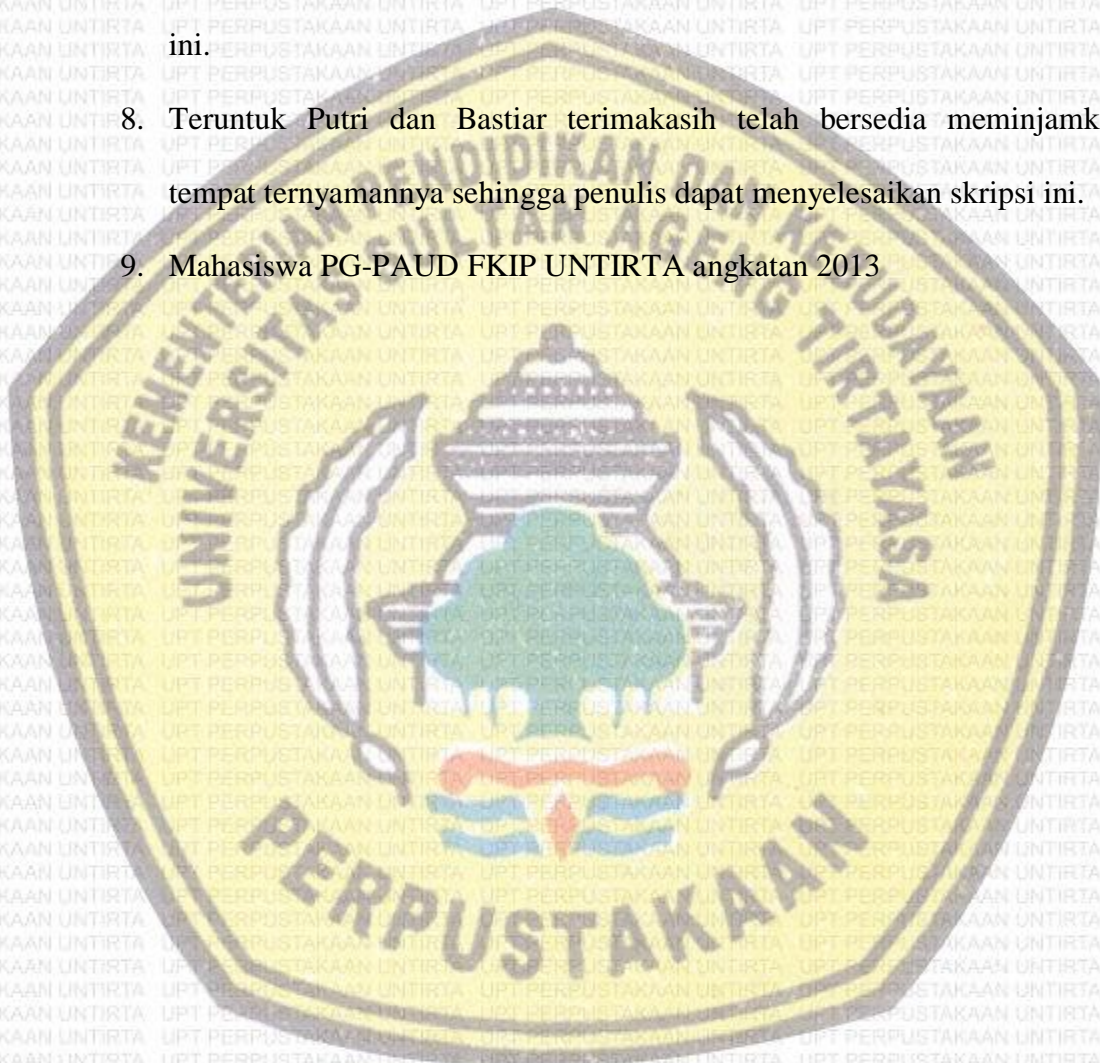 ini.
8. Teruntuk Putri dan Bastiar terimakasih telah bersedia meminjamk
tempat ternyamannya sehingga penulis dapat menyelesaikan skripsi ini.
9. Mahasiswa PG-PAUD FKIP UNTIRTA angkatan 2013
KEMENTERIAN PENDIDIKAN DAN KEBUDAYAAN
UNIVERSITAS SULTAN AGENG TIRTAYASA
PERPUSTAKAAN